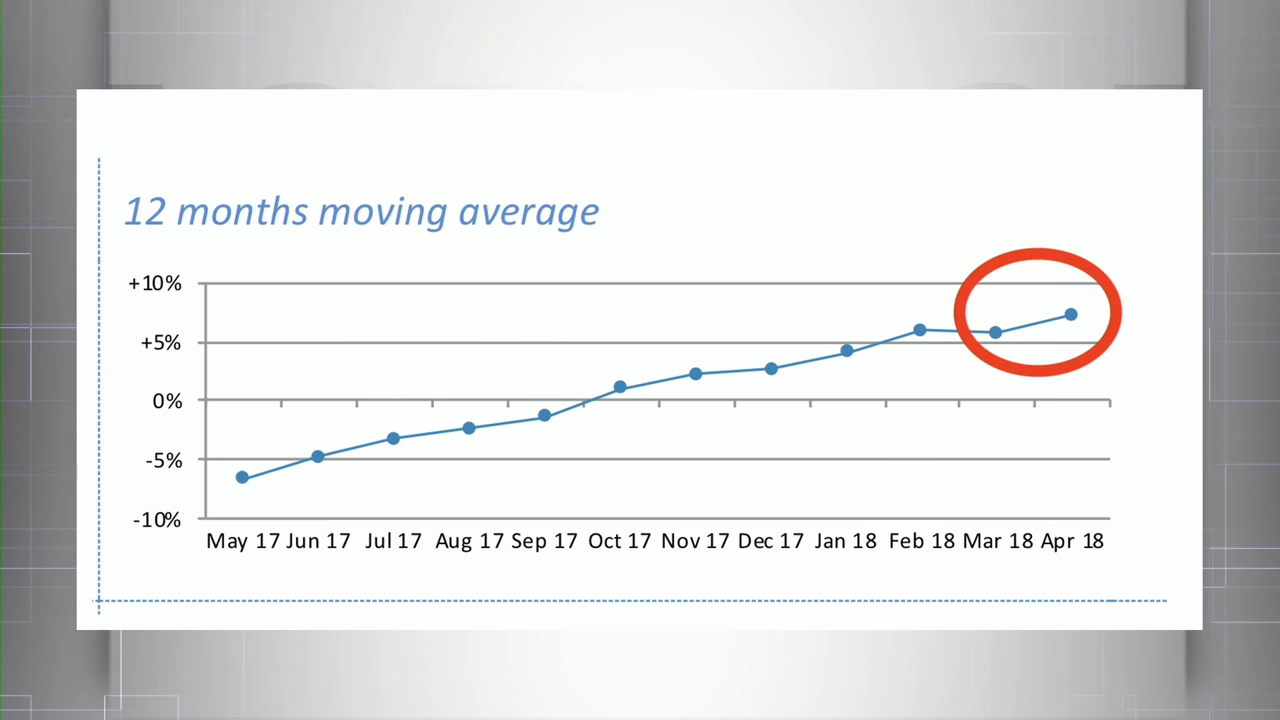 12 months moving average
+10%
+5%
0%
-5%
-10%
May 17 Jun 17 Jul 17 Aug 17 Sep 17 Oct 17 Nov 17 Dec 17 Jan 18 Feb 18 Mar 18 Apr 18